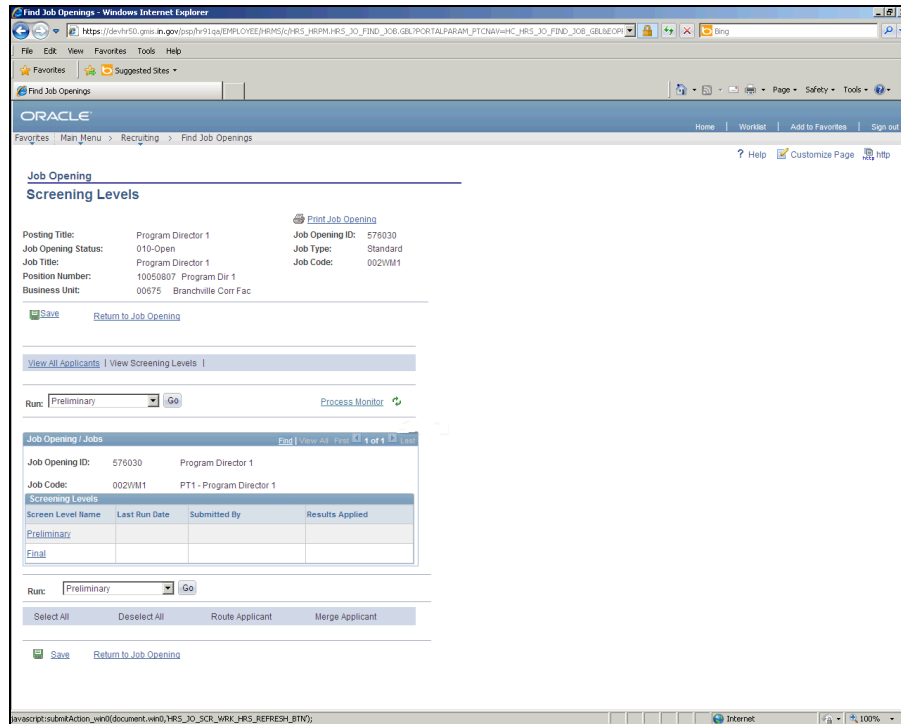 Find Job Openings - Windows Internet Explorer
https://devhr50.gmis.in.gov/psp/hr91qa/EMPLOYEE/HRMS/c/HRS_HRPM.HRS_JO_FIND_JOB.GBL?PORTALPARAM_PTCNAV=HC_HRS_JO_FIND_JOB_GBL&EOPI Bing
File Edit View Favorites Tools Help
Favorites Suggested Sites
Find Job Openings Page Safety Tools
ORACLE
Home | Worklist | Add to Favorites | Sign out
Favorites Main Menu > Recruiting > Find Job Openings
? Help Customize Page http
Job Opening
Screening Levels
Print Job Opening
Posting Title: Program Director 1 Job Opening ID: 576030
Job Opening Status: 010-Open Job Type: Standard
Job Title: Program Director 1 Job Code: 002WM1
Position Number: 10050807 Program Dir 1
Business Unit: 00675 Branchville Corr Fac
Save Return to Job Opening
View All Applicants | View Screening Levels |
Run: Preliminary Go Process Monitor
Job Opening / Jobs Find | View All First 1 of 1 Last
Job Opening ID: 576030 Program Director 1
Job Code: 002WM1 PT1 - Program Director 1
Screening Levels
Screen Level Name Last Run Date Submitted By Results Applied
Preliminary
Final
Run: Preliminary Go
Select All Deselect All Route Applicant Merge Applicant
Save Return to Job Opening
javascript:submitAction_win0(document.win0,'HRS_JO_SCR_WRK_HRS_REFRESH_BTN'); Internet 100%